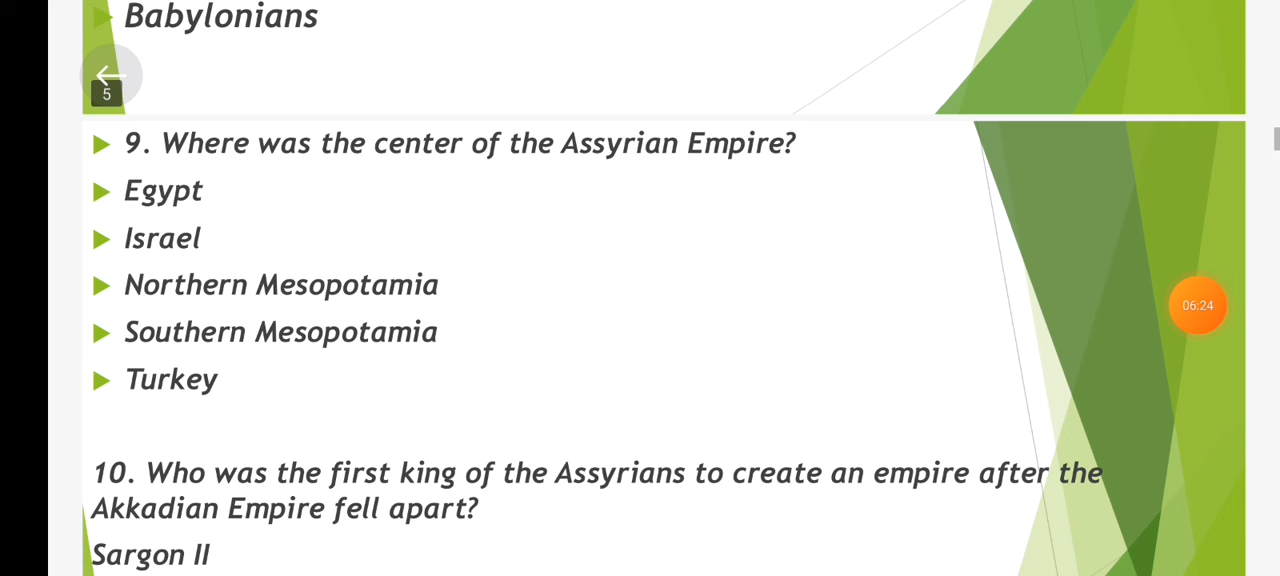 Babylonians
5
9. Where was the center of the Assyrian Empire?
Egypt
Israel
Northern Mesopotamia
Southern Mesopotamia
06:24
Turkey
10. Who was the first king of the Assyrians to create an empire after the
Akkadian Empire fell apart?
Sargon II